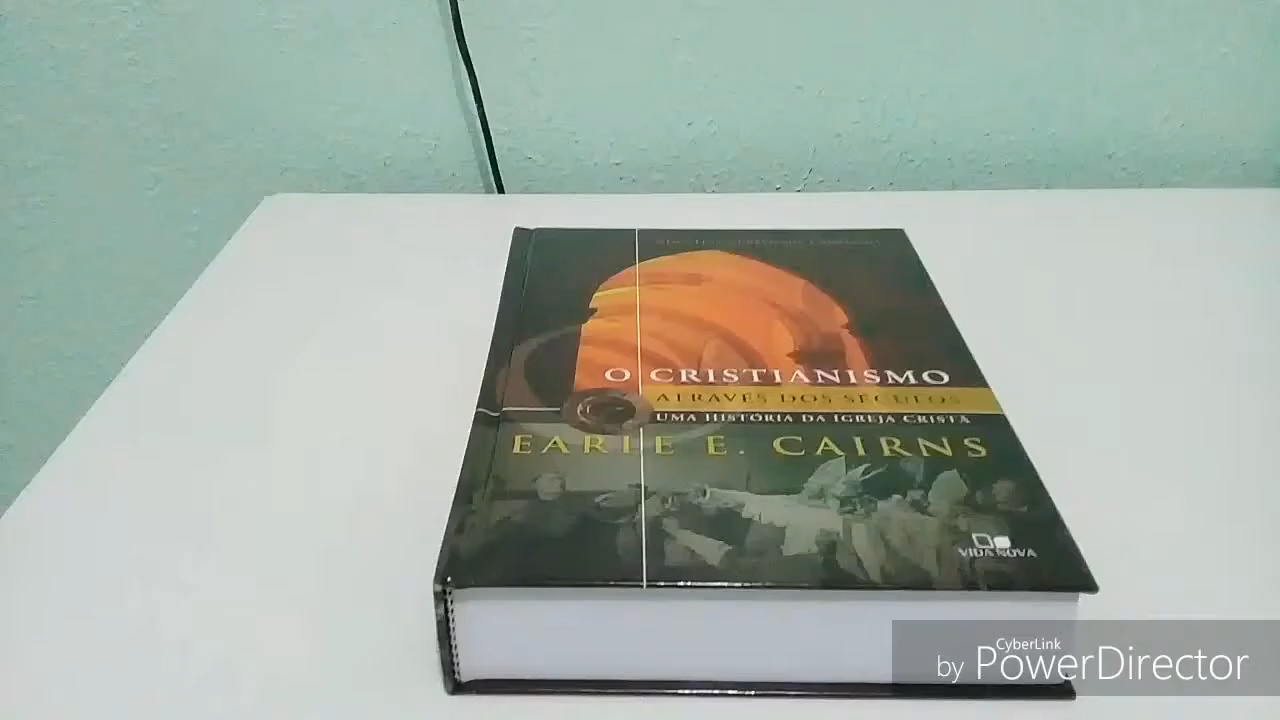 O CRISTIANISMO
ATRAVÉS DOS SÉCULOS
UMA HISTÓRIA DA IGREJA CRISTÃ
EARLE E. CAIRNS
VIDA NOVA
CyberLink
by PowerDirector